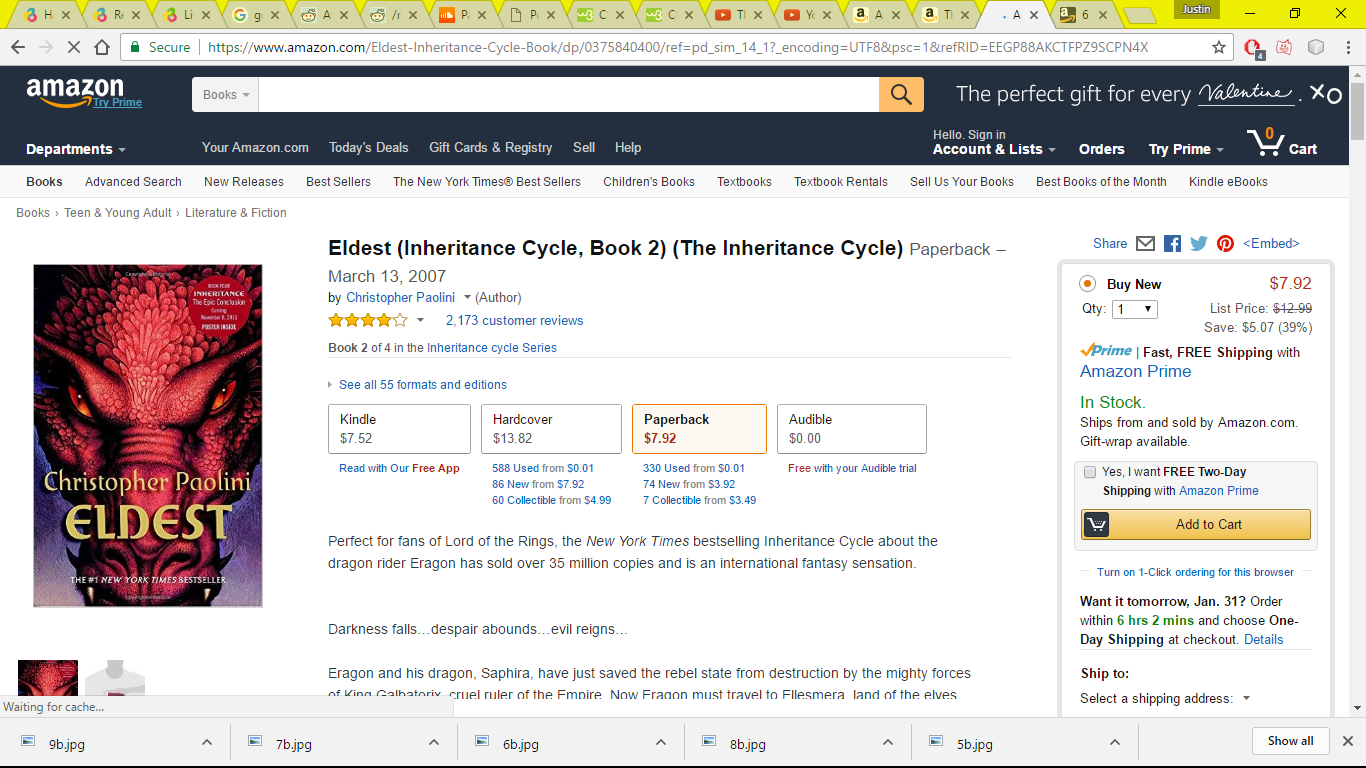 H
Re
Li
g
A
/r
Pa
Po
C
C
Tl
Yo
A
Tl
A
6
Justin
Secure
https://www.amazon.com/Eldest-Inheritance-Cycle-Book/dp/0375840400/ref=pd_sim_14_1?_encoding=UTF8&psc=1&refRID=EEGP88AKCTFPZ9SCPN4X
4
amazon
Try Prime
Books
The perfect gift for every Valentine. XO
Departments
Your Amazon.com Today's Deals Gift Cards & Registry Sell Help
Hello. Sign in
Account & Lists
Orders
Try Prime
0
Cart
Books Advanced Search New Releases Best Sellers The New York Times® Best Sellers Children's Books Textbooks Textbook Rentals Sell Us Your Books Best Books of the Month Kindle eBooks
Books › Teen & Young Adult › Literature & Fiction
Copyrighted Material
BOOK FOUR
INHERITANCE
The Epic Conclusion
Coming
November 8, 2011
POSTER INSIDE
Christopher Paolini
ELDEST
THE #1 NEW YORK TIMES BESTSELLER
Copyrighted Material
Eldest (Inheritance Cycle, Book 2) (The Inheritance Cycle) Paperback –
March 13, 2007
by Christopher Paolini (Author)
2,173 customer reviews
Book 2 of 4 in the Inheritance cycle Series
See all 55 formats and editions
Kindle
$7.52
Read with Our Free App
Hardcover
$13.82
588 Used from $0.01
86 New from $7.92
60 Collectible from $4.99
Paperback
$7.92
330 Used from $0.01
74 New from $3.92
7 Collectible from $3.49
Audible
$0.00
Free with your Audible trial
Perfect for fans of Lord of the Rings, the New York Times bestselling Inheritance Cycle about the
dragon rider Eragon has sold over 35 million copies and is an international fantasy sensation.
Darkness falls…despair abounds…evil reigns…
Eragon and his dragon, Saphira, have just saved the rebel state from destruction by the mighty forces
of King Galbatorix, cruel ruler of the Empire. Now Eragon must travel to Ellesmera, land of the elves
Share
<Embed>
Buy New
$7.92
Qty: 1
List Price: $12.99
Save: $5.07 (39%)
Prime | Fast, FREE Shipping with
Amazon Prime
In Stock.
Ships from and sold by Amazon.com.
Gift-wrap available.
Yes, I want FREE Two-Day
Shipping with Amazon Prime
Add to Cart
Turn on 1-Click ordering for this browser
Want it tomorrow, Jan. 31? Order
within 6 hrs 2 mins and choose One-
Day Shipping at checkout. Details
Ship to:
Select a shipping address:
Waiting for cache...
9b.jpg
7b.jpg
6b.jpg
8b.jpg
5b.jpg
Show all